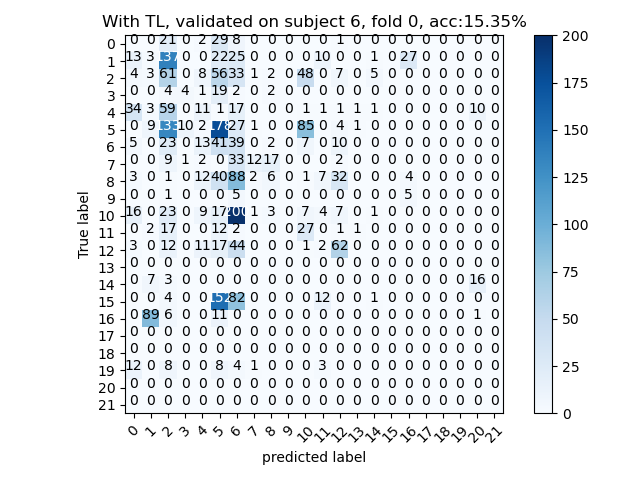 With TL, validated on subject 6, fold 0, acc:15.35%
0 0 0 21 0 2 29 8 0 0 0 0 0 1 0 0 0 0 0 0 0 0 0
1 13 3 137 0 0 22 25 0 0 0 0 10 0 0 1 0 27 0 0 0 0 0
2 4 3 61 0 8 56 33 1 2 0 48 0 7 0 5 0 0 0 0 0 0 0
3 0 0 4 4 1 19 2 0 2 0 0 0 0 0 0 0 0 0 0 0 0 0
4 34 3 59 0 11 1 17 0 0 0 1 1 1 1 1 0 0 0 0 0 10 0
5 0 9 133 10 2 178 27 1 0 0 85 0 4 1 0 0 0 0 0 0 0 0
6 5 0 23 0 13 41 39 0 2 0 7 0 10 0 0 0 0 0 0 0 0 0
7 0 0 9 1 2 0 33 12 17 0 0 0 2 0 0 0 0 0 0 0 0 0
8 3 0 1 0 12 40 88 2 6 0 1 7 32 0 0 0 4 0 0 0 0 0
9 0 0 1 0 0 0 5 0 0 0 0 0 0 0 0 0 5 0 0 0 0 0
10 16 0 23 0 9 17 200 1 3 0 7 4 7 0 1 0 0 0 0 0 0 0
11 0 2 17 0 0 12 2 0 0 0 27 0 1 1 0 0 0 0 0 0 0 0
12 3 0 12 0 11 17 44 0 0 0 0 0 62 0 0 0 0 0 0 0 0 0
13 0 0 0 0 0 0 0 0 0 0 0 0 0 0 0 0 0 0 0 0 0 0
14 0 7 3 0 0 0 0 0 0 0 0 0 0 0 0 0 0 0 0 0 16 0
15 0 0 4 0 0 152 82 0 0 0 0 12 0 0 1 0 0 0 0 0 0 0
16 0 89 6 0 0 11 0 0 0 0 0 0 0 0 0 0 0 0 0 0 1 0
17 0 0 0 0 0 0 0 0 0 0 0 0 0 0 0 0 0 0 0 0 0 0
18 0 0 0 0 0 0 0 0 0 0 0 0 0 0 0 0 0 0 0 0 0 0
19 12 0 8 0 0 8 4 1 0 0 0 3 0 0 0 0 0 0 0 0 0 0
20 0 0 0 0 0 0 0 0 0 0 0 0 0 0 0 0 0 0 0 0 0 0
21 0 0 0 0 0 0 0 0 0 0 0 0 0 0 0 0 0 0 0 0 0 0
True label
0 1 2 3 4 5 6 7 8 9 10 11 12 13 14 15 16 17 18 19 20 21
predicted label
200
175
150
125
100
75
50
25
0